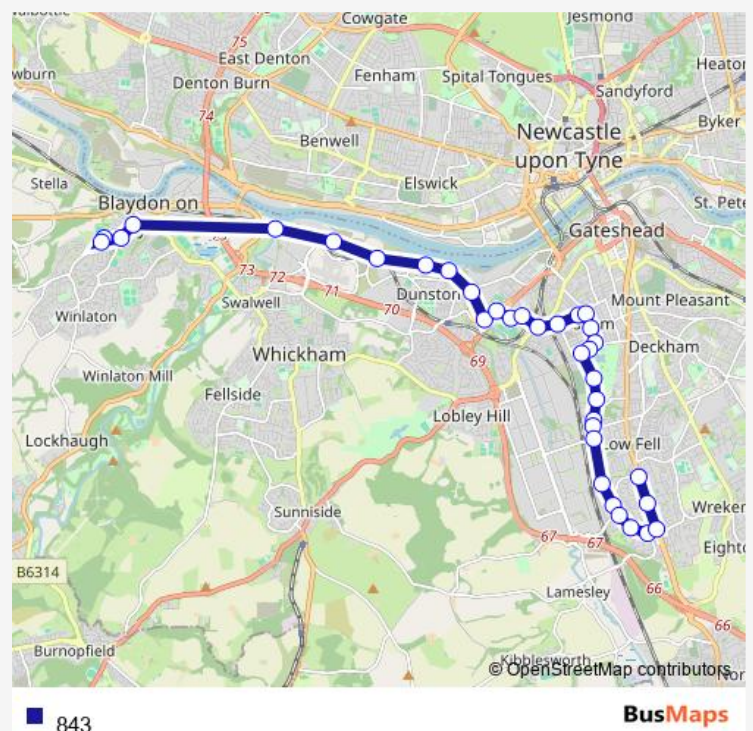 Cowgate
Jesmond
75
East Denton
Heaton
wburn
Denton Burn
Fenham
Spital Tongues
Sandyford
74
Newcastle
upon Tyne
Byker
Benwell
Stella
Elswick
Blaydon on
St. Pete
Gateshead
73
72
71
Swalwell
Dunston
Mount Pleasant
70
Winlaton
Whickham
Deckham
69
Winlaton Mill
Fellside
Lobley Hill
Lockhaugh
Low Fell
Sunniside
Wreken
67
67
Eight
B6314
Lamesley
66
66
Burnopfield
Kibblesworth
© OpenStreetMap contributors
843
BusMaps